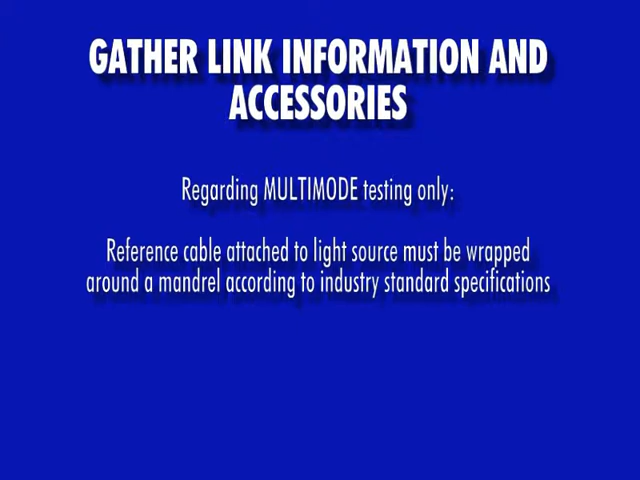 GATHER LINK INFORMATION AND
ACCESSORIES
Regarding MULTIMODE testing only:
Reference cable attached to light source must be wrapped
around a mandrel according to industry standard specifications